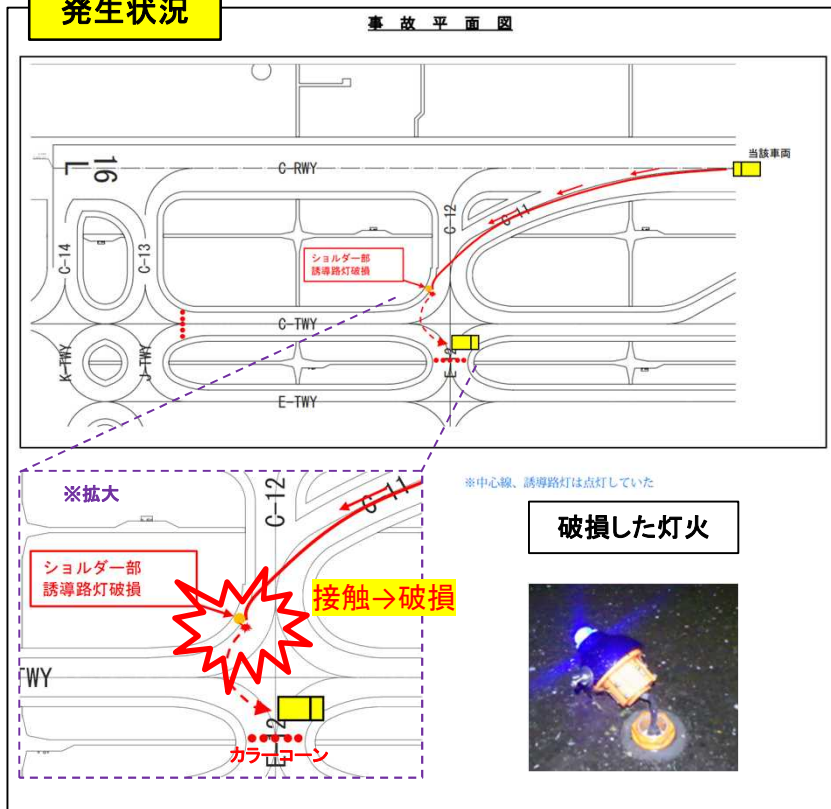 発生状況
事故平面図
16
L
C-RWY
当該車両
C-12
C-11
C-14
C-13
ショルダー部
誘導路灯破損
C-TWY
K-TWY
J-TWY
E-12
E-TWY
※拡大
C-12
C-11
※中心線、誘導路灯は点灯していた
破損した灯火
ショルダー部
誘導路灯破損
接触→破損
TWY
E-12
カラーコーン